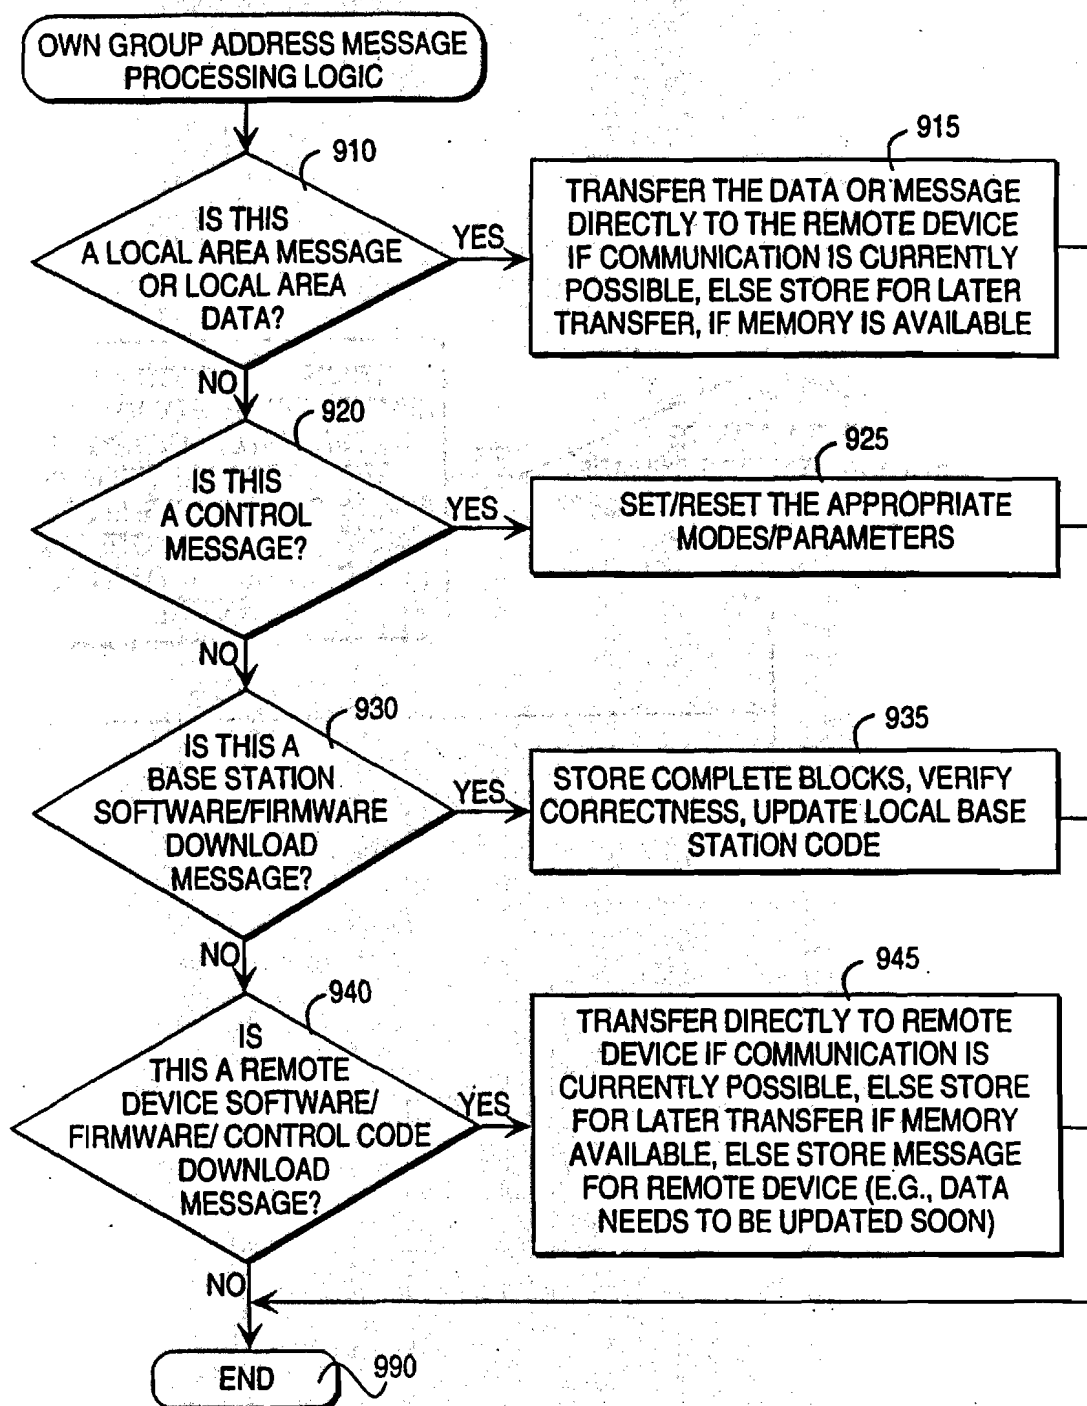 OWN GROUP ADDRESS MESSAGE
PROCESSING LOGIC
910
IS THIS
A LOCAL AREA MESSAGE
OR LOCAL AREA
DATA?
YES
915
TRANSFER THE DATA OR MESSAGE
DIRECTLY TO THE REMOTE DEVICE
IF COMMUNICATION IS CURRENTLY
POSSIBLE, ELSE STORE FOR LATER
TRANSFER, IF MEMORY IS AVAILABLE
NO
920
IS THIS
A CONTROL
MESSAGE?
YES
925
SET/RESET THE APPROPRIATE
MODES/PARAMETERS
NO
930
IS THIS A
BASE STATION
SOFTWARE/FIRMWARE
DOWNLOAD
MESSAGE?
YES
935
STORE COMPLETE BLOCKS, VERIFY
CORRECTNESS, UPDATE LOCAL BASE
STATION CODE
NO
940
IS
THIS A REMOTE
DEVICE SOFTWARE/
FIRMWARE/ CONTROL CODE
DOWNLOAD
MESSAGE?
YES
945
TRANSFER DIRECTLY TO REMOTE
DEVICE IF COMMUNICATION IS
CURRENTLY POSSIBLE, ELSE STORE
FOR LATER TRANSFER IF MEMORY
AVAILABLE, ELSE STORE MESSAGE
FOR REMOTE DEVICE (E.G., DATA
NEEDS TO BE UPDATED SOON)
NO
END
990